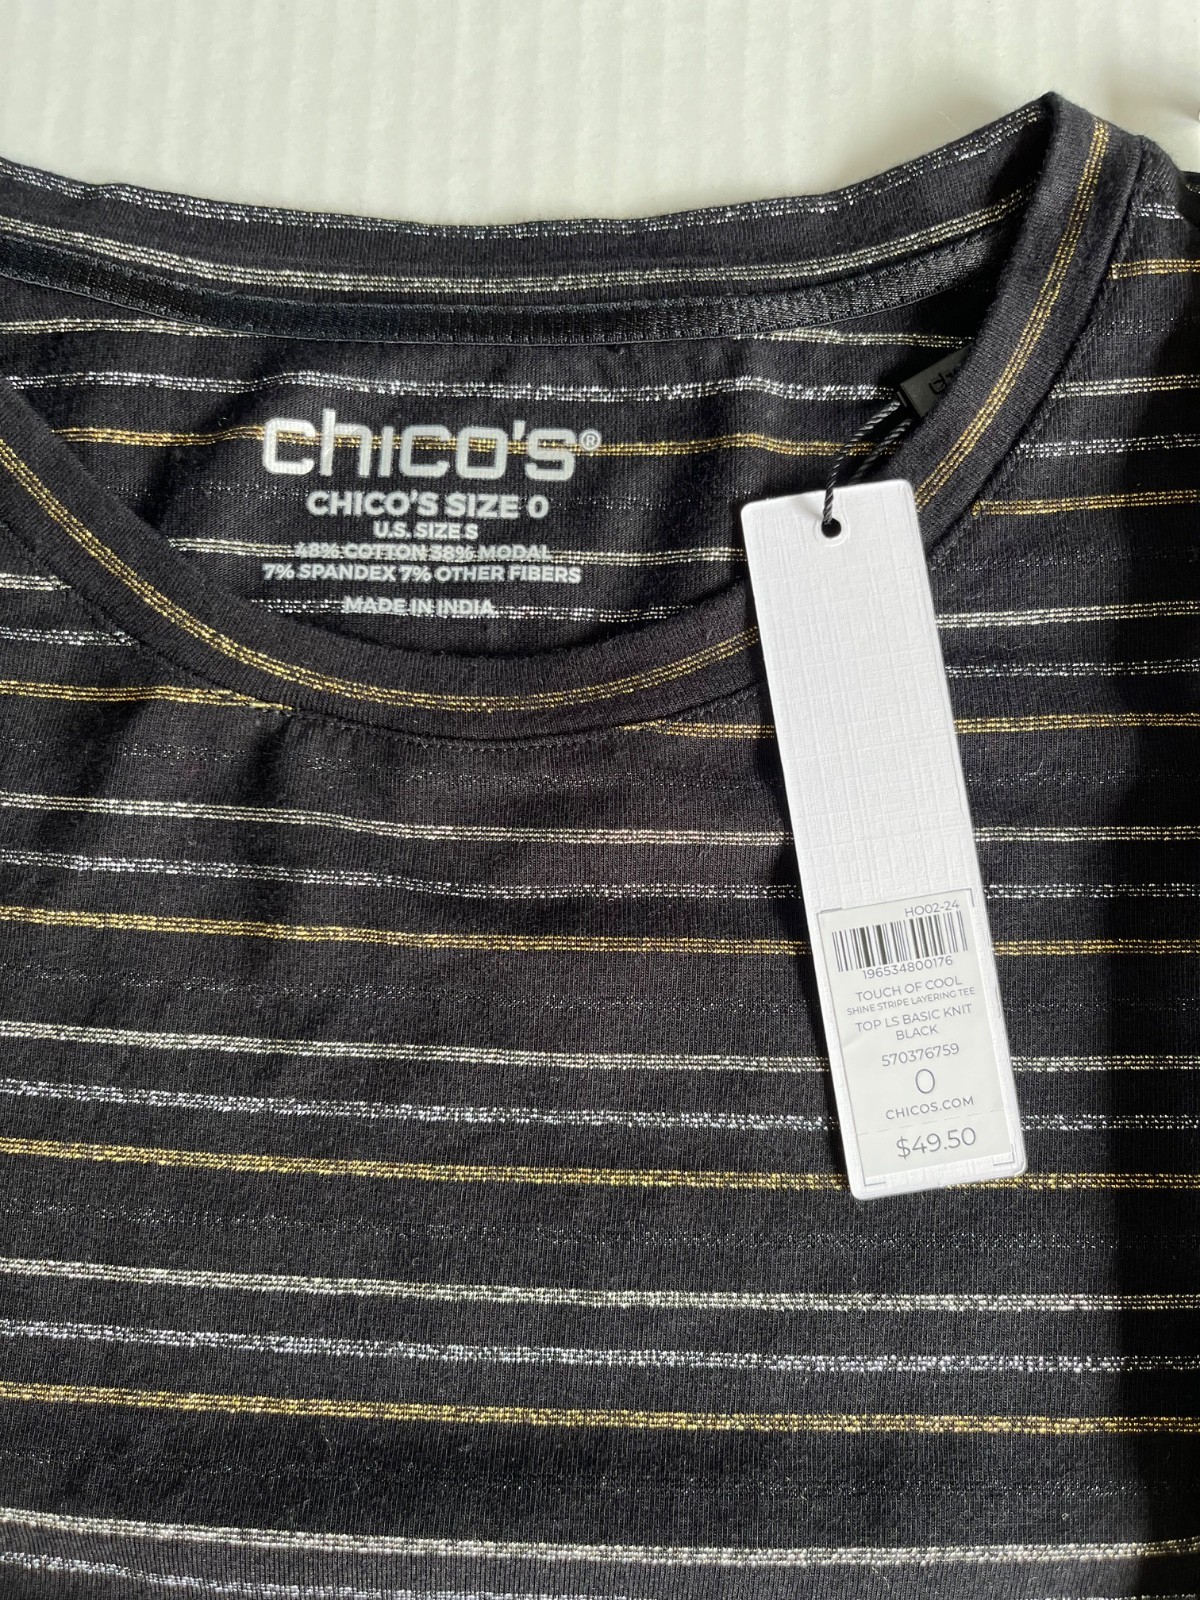 chico's®
CHICO'S SIZE 0
U.S. SIZE S
48% COTTON 38% MODAL
7% SPANDEX 7% OTHER FIBERS
MADE IN INDIA
HO02-24
196534800176
TOUCH OF COOL
SHINE STRIPE LAYERING TEE
TOP LS BASIC KNIT
BLACK
570376759
0
CHICOS.COM
$49.50